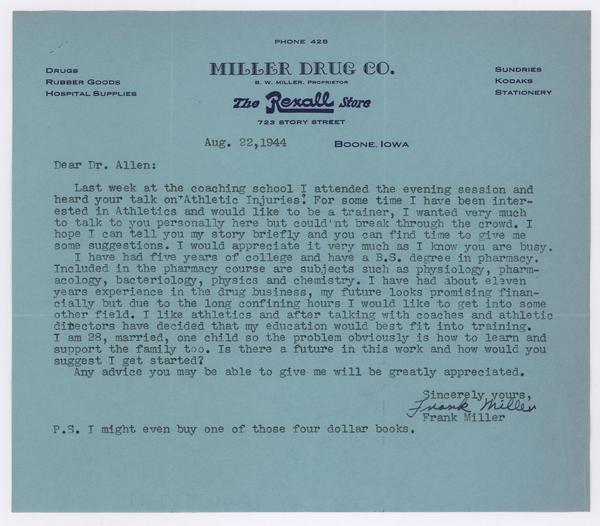 PHONE 428
DRUGS
RUBBER GOODS
HOSPITAL SUPPLIES
MILLER DRUG CO.
B. W. MILLER, PROPRIETOR
The Rexall Store
723 STORY STREET
SUNDRIES
KODAKS
STATIONERY
Aug. 22,1944
BOONE, IOWA
Dear Dr. Allen:
Last week at the coaching school I attended the evening session and
heard your talk on"Athletic Injuries". For some time I have been inter-
ested in Athletics and would like to be a trainer, I wanted very much
to talk to you personally here but could'nt break through the crowd. I
hope I can tell you my story briefly and you can find time to give me
some suggestions. I would appreciate it very much as I know you are busy.
I have had five years of college and have a B.S. degree in pharmacy.
Included in the pharmacy course are subjects such as physiology, pharm-
acology, bacteriology, physics and chemistry. I have had about eleven
years experience in the drug business, my future looks promising finan-
cially but due to the long confining hours I would like to get into some
other field. I like athletics and after talking with coaches and athletic
directors have decided that my education would best fit into training.
I am 28, married, one child so the problem obviously is how to learn and
support the family too. Is there a future in this work and how would you
suggest I get started?
Any advice you may be able to give me will be greatly appreciated.
Sincerely yours,
Frank Miller
Frank Miller
P.S. I might even buy one of those four dollar books.